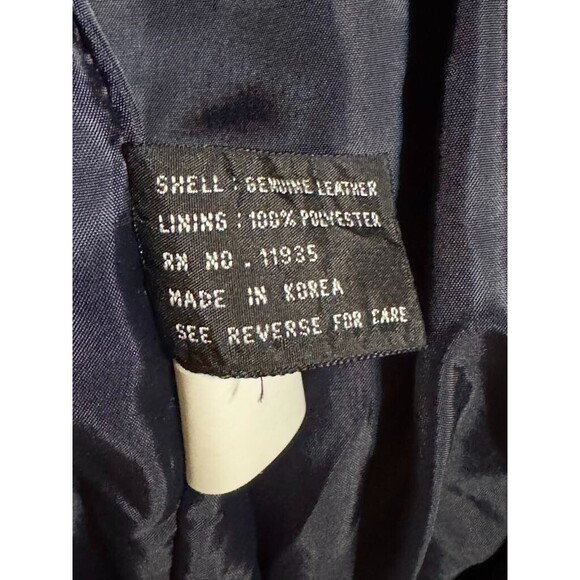 SHELL : GENUINE LEATHER
LINING : 100% POLYESTER
RN NO. 11935
MADE IN KOREA
SEE REVERSE FOR CARE